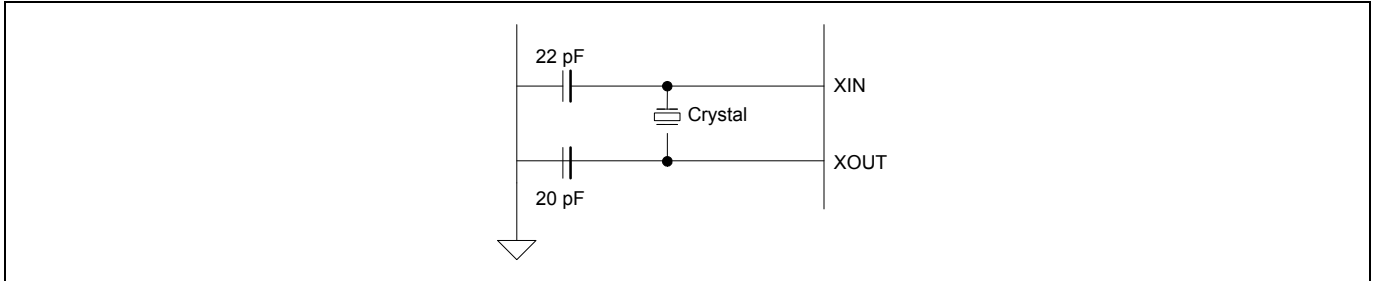 22 pF
XIN
Crystal
XOUT
20 pF